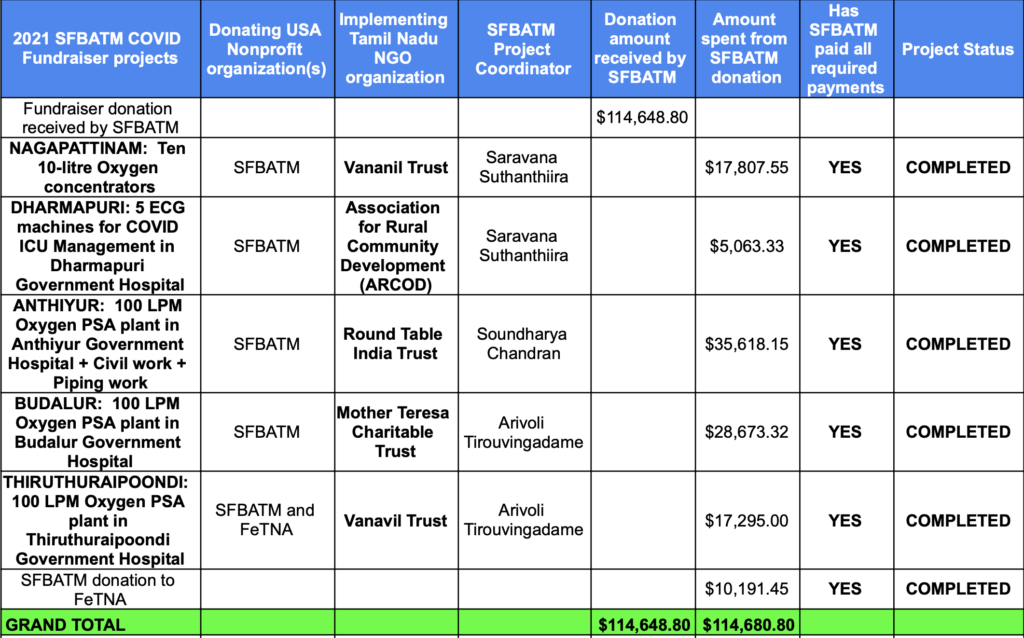 2021 SFBATM COVID
Fundraiser projects
Donating USA
Nonprofit
organization(s)
Implementing
Tamil Nadu
NGO
organization
SFBATM
Project
Coordinator
Donation
amount
received by
SFBATM
Amount
spent from
SFBATM
donation
Has
SFBATM
paid all
required
payments
Project Status
Fundraiser donation
received by SFBATM
$114,648.80
NAGAPATTINAM: Ten
10-litre Oxygen
concentrators
SFBATM
Vananil Trust
Saravana
Suthanthiira
$17,807.55
YES
COMPLETED
DHARMAPURI: 5 ECG
machines for COVID
ICU Management in
Dharmapuri
Government Hospital
SFBATM
Association
for Rural
Community
Development
(ARCOD)
Saravana
Suthanthiira
$5,063.33
YES
COMPLETED
ANTHIYUR: 100 LPM
Oxygen PSA plant in
Anthiyur Government
Hospital + Civil work +
Piping work
SFBATM
Round Table
India Trust
Soundharya
Chandran
$35,618.15
YES
COMPLETED
BUDALUR: 100 LPM
Oxygen PSA plant in
Budalur Government
Hospital
SFBATM
Mother Teresa
Charitable
Trust
Arivoli
Tirouvingadame
$28,673.32
YES
COMPLETED
THIRUTHURAIPOONDI:
100 LPM Oxygen PSA
plant in
Thiruthuraipoondi
Government Hospital
SFBATM and
FeTNA
Vanavil Trust
Arivoli
Tirouvingadame
$17,295.00
YES
COMPLETED
SFBATM donation to
FeTNA
$10,191.45
YES
COMPLETED
GRAND TOTAL
$114,648.80
$114,680.80